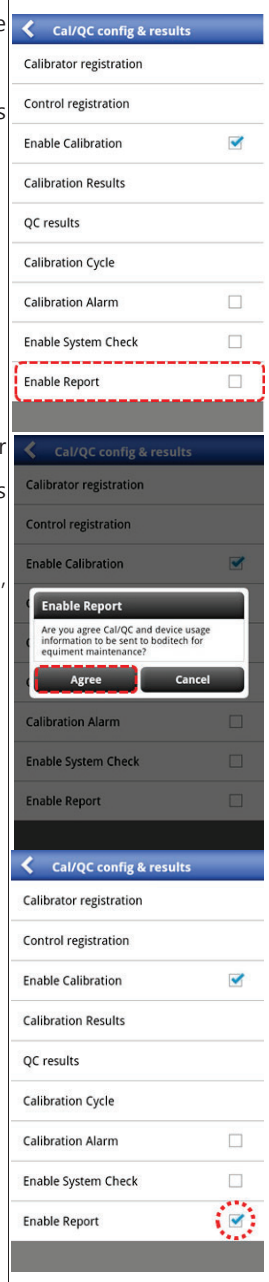 Cal/QC config & results
Calibrator registration
Control registration
Enable Calibration
Calibration Results
QC results
Calibration Cycle
Calibration Alarm
Enable System Check
Enable Report
Cal/QC config & results
Calibrator registration
Control registration
Enable Calibration
Enable Report
Are you agree Cal/QC and device usage
information to be sent to boditech for
equiment maintenance?
Agree
Cancel
Calibration Alarm
Enable System Check
Enable Report
Cal/QC config & results
Calibrator registration
Control registration
Enable Calibration
Calibration Results
QC results
Calibration Cycle
Calibration Alarm
Enable System Check
Enable Report